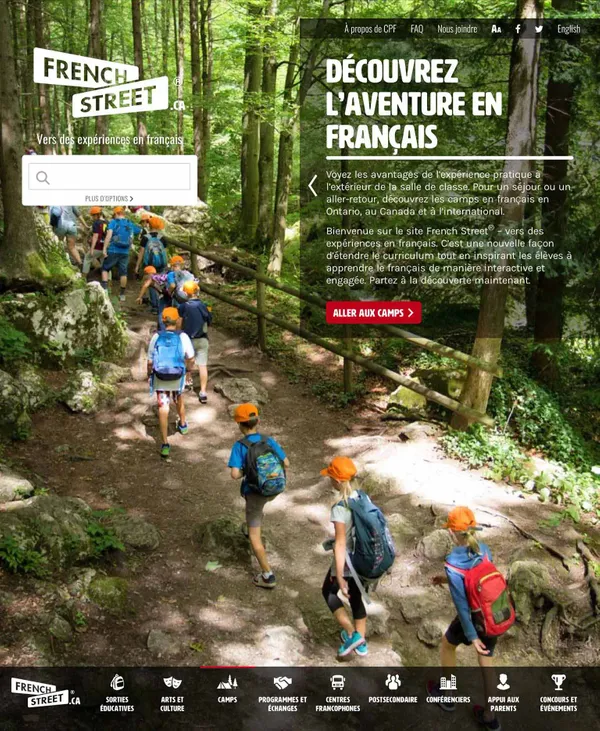 À propos de CPF FAQ Nous joindre AA f English
FRENCH
STREET®
.CA
Vers des expériences en français
PLUS D'OPTIONS >
DÉCOUVREZ
L'AVENTURE EN
FRANÇAIS
Voyez les avantages de l'expérience pratique à
l'extérieur de la salle de classe. Pour un séjour ou un
aller-retour, découvrez les camps en français en
Ontario, au Canada et à l'international.
Bienvenue sur le site French Street® – vers des
expériences en français. C'est une nouvelle façon
d'étendre le curriculum tout en inspirant les élèves à
apprendre le français de manière interactive et
engagée. Partez à la découverte maintenant.
ALLER AUX CAMPS >
FRENCH
STREET®
.CA
SORTIES
ÉDUCATIVES
ARTS ET
CULTURE
CAMPS
PROGRAMMES ET
ÉCHANGES
CENTRES
FRANCOPHONES
POSTSECONDAIRE
CONFÉRENCIERS
APPUI AUX
PARENTS
CONCOURS ET
ÉVÉNEMENTS